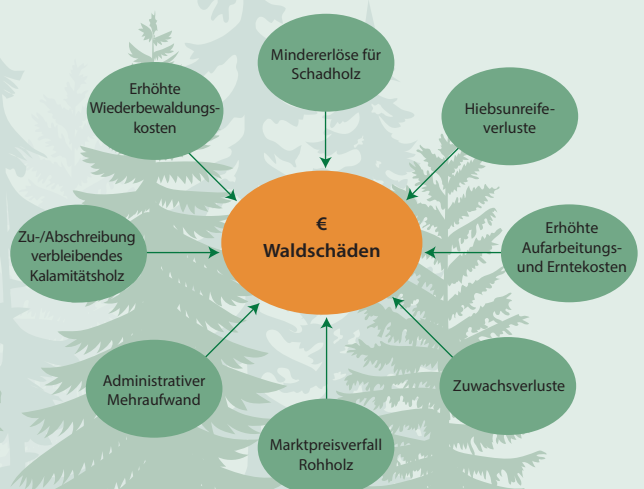 Mindererlöse für
Schadholz
Hiebsunreife-
verluste
Erhöhte
Aufarbeitungs-
und Erntekosten
Zuwachsverluste
Marktpreisverfall
Rohholz
Administrativer
Mehraufwand
Zu-/Abschreibung
verbleibendes
Kalamitätsholz
Erhöhte
Wiederbewaldungs-
kosten
€
Waldschäden